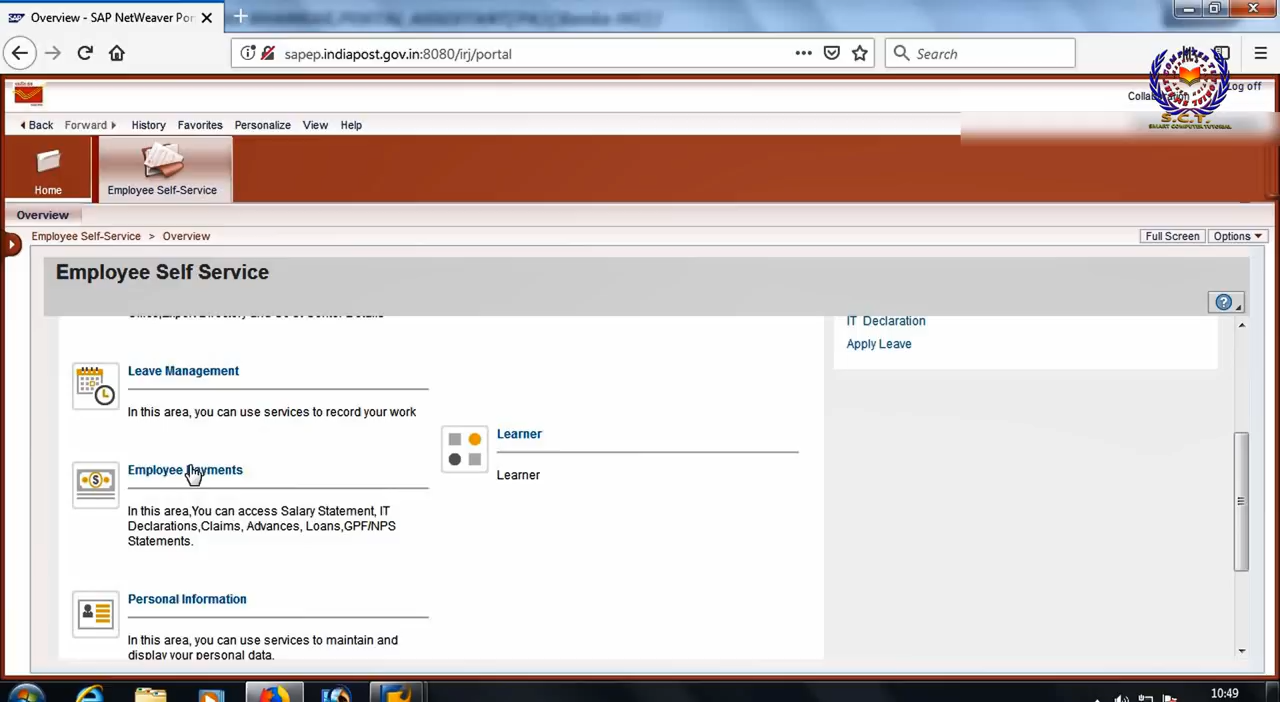 SAP Overview - SAP NetWeaver Por
sapep.indiapost.gov.in:8080/irj/portal
Search
Log off
S.C.T.
SMART COMPUTER TUTORIAL
Back Forward History Favorites Personalize View Help
Home
Employee Self-Service
Overview
Employee Self-Service > Overview
Full Screen Options
Employee Self Service
IT Declaration
Apply Leave
Leave Management
In this area, you can use services to record your work
Learner
Learner
Employee Payments
In this area,You can access Salary Statement, IT
Declarations,Claims, Advances, Loans,GPF/NPS
Statements.
Personal Information
In this area, you can use services to maintain and
display your personal data.
10:49